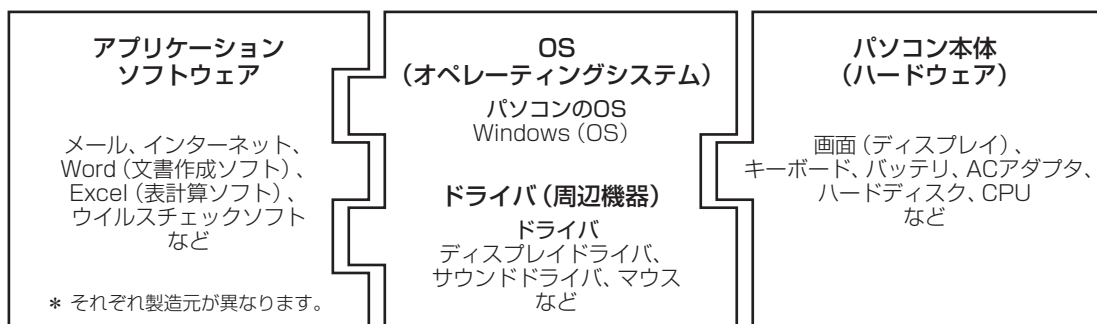 アプリケーション
ソフトウェア
メール、インターネット、
Word（文書作成ソフト）、
Excel（表計算ソフト）、
ウイルスチェックソフト
など
* それぞれ製造元が異なります。
OS
（オペレーティングシステム）
パソコンのOS
Windows（OS）
ドライバ（周辺機器）
ドライバ
ディスプレイドライバ、
サウンドドライバ、マウス
など
パソコン本体
（ハードウェア）
画面（ディスプレイ）、
キーボード、バッテリ、ACアダプタ、
ハードディスク、CPU
など